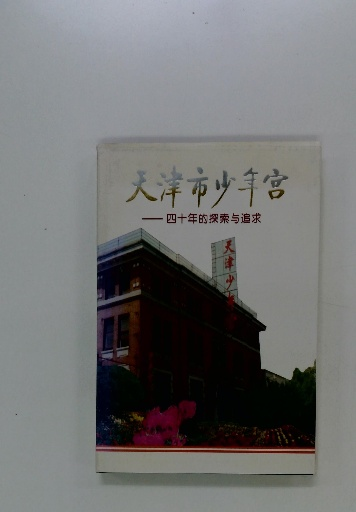 天津市少年宫
——四十年的探索与追求
天津少